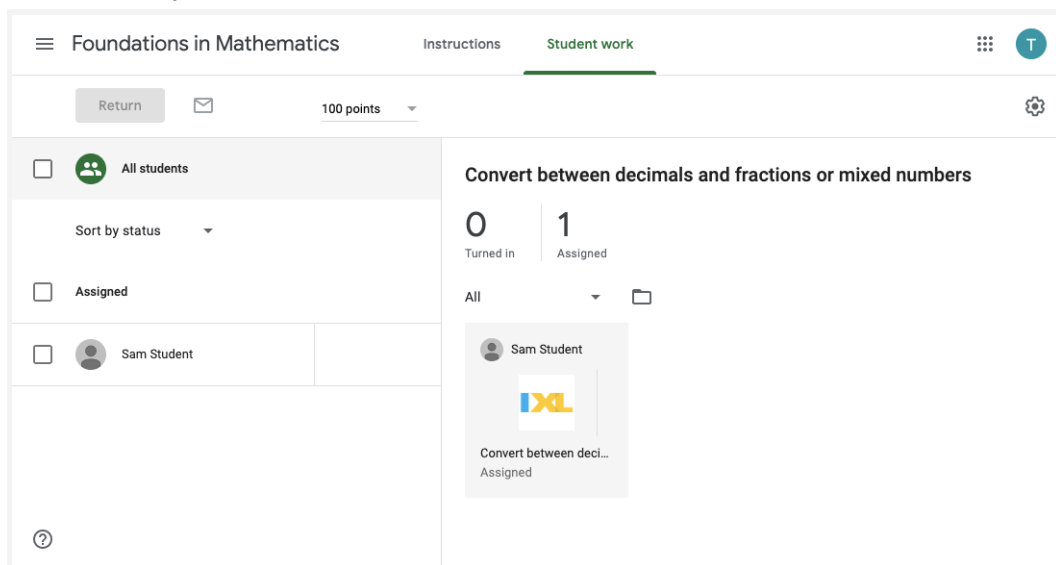 Foundations in Mathematics
Instructions
Student work
T
Return
100 points
All students
Sort by status
Assigned
Sam Student
Convert between decimals and fractions or mixed numbers
0
1
Turned in
Assigned
All
Sam Student
IXL
Convert between deci...
Assigned
?